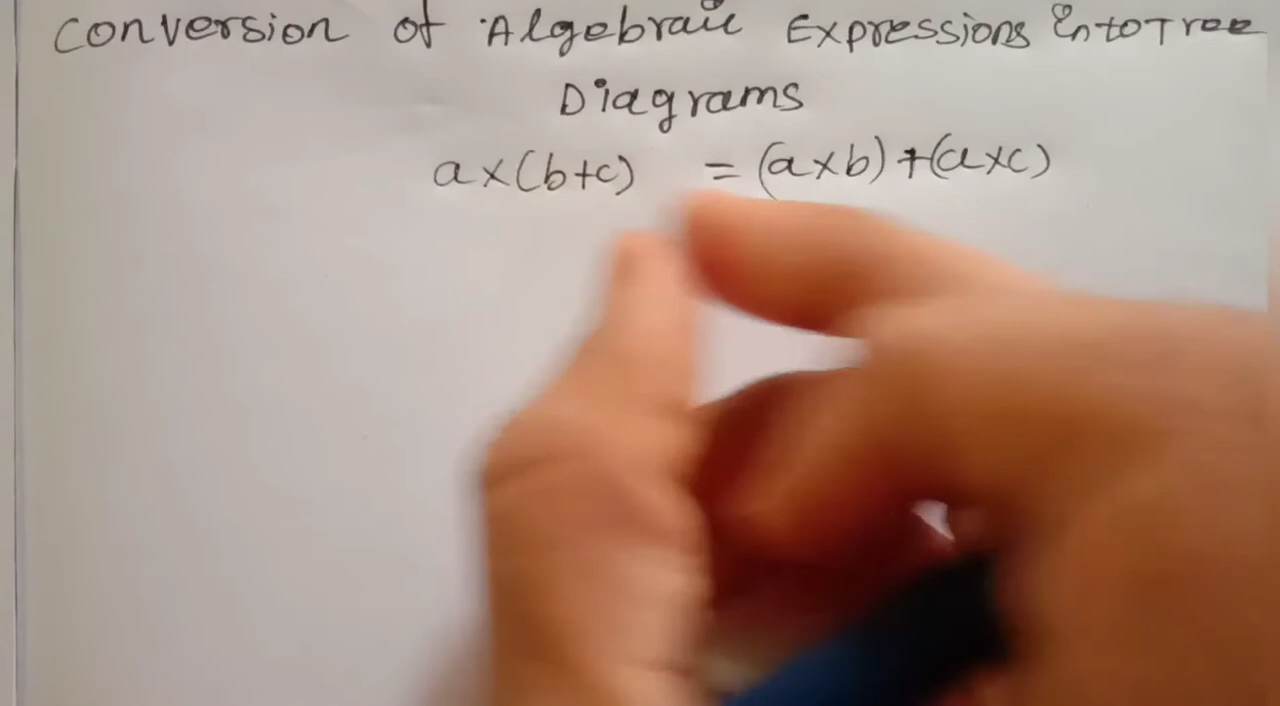 Conversion of Algebraic Expressions Into Tree
Diagrams
a×(b+c) = (a×b)+(a×c)